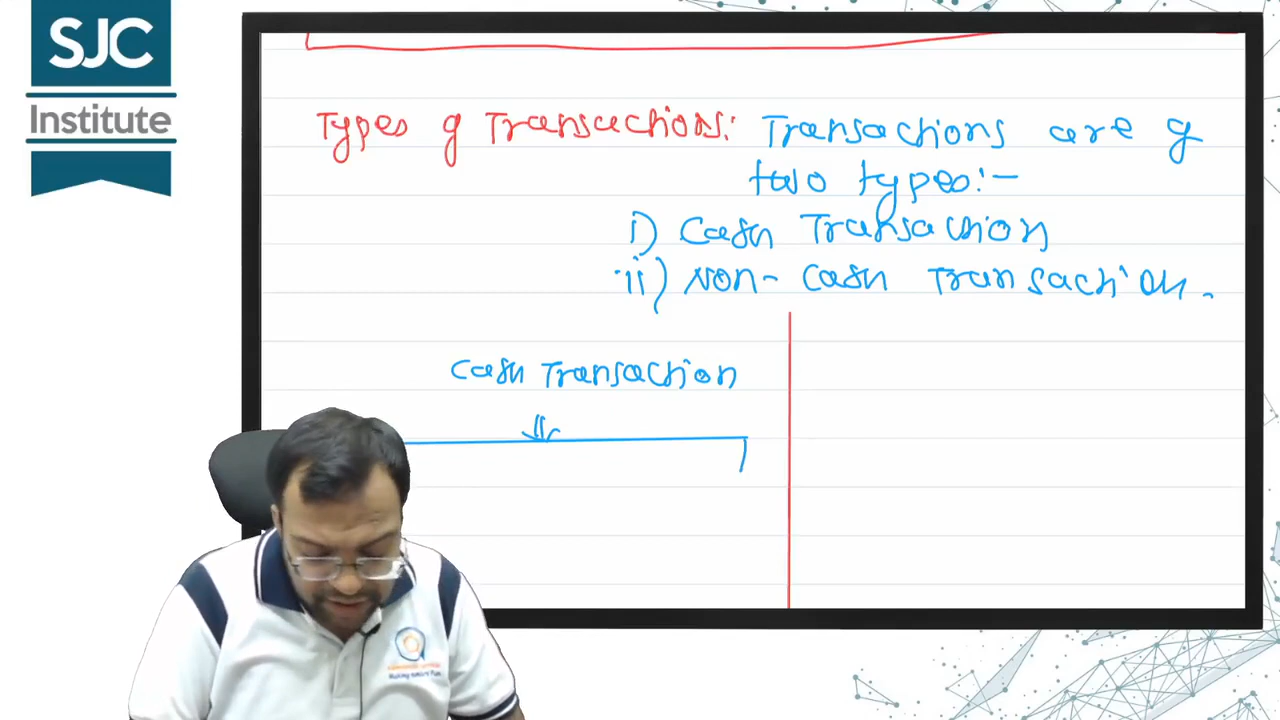 SJC
Institute
Types of Transactions: Transactions are of
two types:-
i) Cash Transaction
ii) Non-Cash Transaction.
Cash Transaction